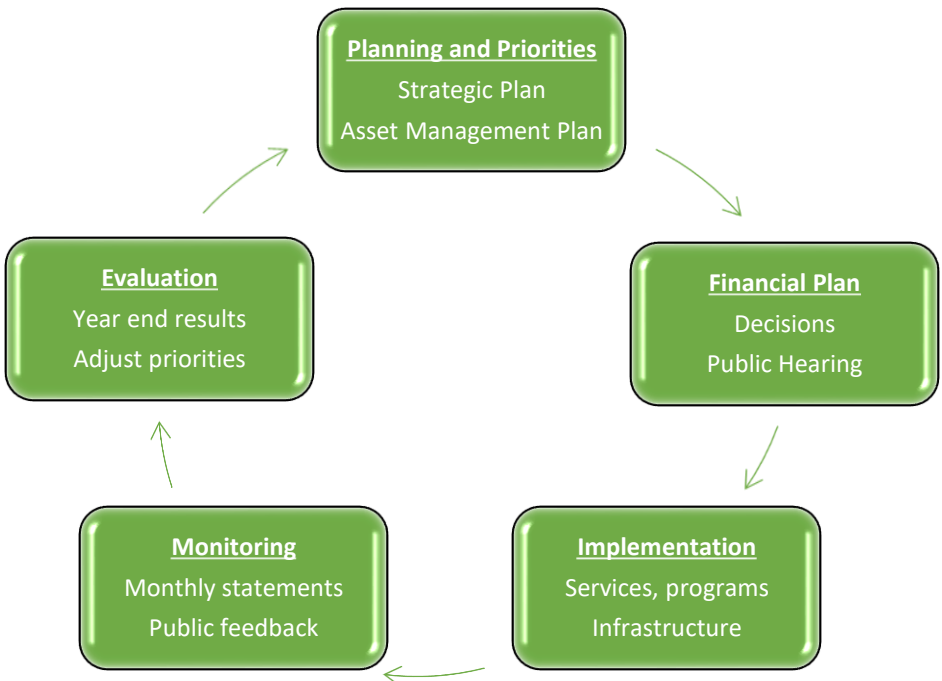 Planning and Priorities
Strategic Plan
Asset Management Plan
Financial Plan
Decisions
Public Hearing
Implementation
Services, programs
Infrastructure
Monitoring
Monthly statements
Public feedback
Evaluation
Year end results
Adjust priorities